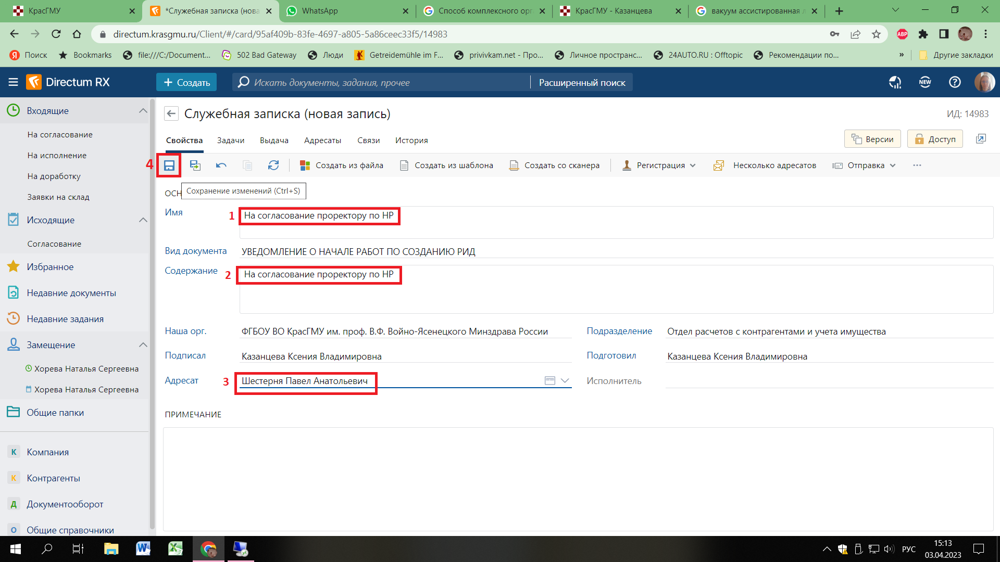 КрасГМУ
*Служебная записка (нова
WhatsApp
Способ комплексного орг
КрасГМУ - Казанцева
вакуум ассистированная л
directum.krasgmu.ru/Client/#/card/95af409b-83fe-4697-a805-5a86ceec33f5/14983
ABP
Поиск
Bookmarks
file:///C:/Document...
502 Bad Gateway
Люди
Getreidemühle im F...
privivkam.net - Про...
Личное пространс...
24AUTO.RU : Offtopic
Рекомендации по...
»
Другие закладки
Directum RX
+ Создать
Искать документы, задания, прочее
Расширенный поиск
NEW
Входящие
На согласование
На исполнение
На доработку
Заявки на склад
Исходящие
Согласование
Избранное
Недавние документы
Недавние задания
Замещение
Хорева Наталья Сергеевна
Хорева Наталья Сергеевна
Общие папки
К Компания
К Контрагенты
Д Документооборот
О Общие справочники
Служебная записка (новая запись)
ИД: 14983
Свойства
Задачи
Выдача
Адресаты
Связи
История
Версии
Доступ
4
Создать из файла
Создать из шаблона
Создать со сканера
Регистрация
Несколько адресатов
Отправка
...
ОСН
Сохранение изменений (Ctrl+S)
Имя
1
На согласование проректору по НР
Вид документа
УВЕДОМЛЕНИЕ О НАЧАЛЕ РАБОТ ПО СОЗДАНИЮ РИД
Содержание
2
На согласование проректору по НР
Наша орг.
ФГБОУ ВО КрасГМУ им. проф. В.Ф. Войно-Ясенецкого Минздрава России
Подразделение
Отдел расчетов с контрагентами и учета имущества
Подписал
Казанцева Ксения Владимировна
Подготовил
Казанцева Ксения Владимировна
Адресат
3
Шестерня Павел Анатольевич
Исполнитель
ПРИМЕЧАНИЕ
РУС
15:13
03.04.2023